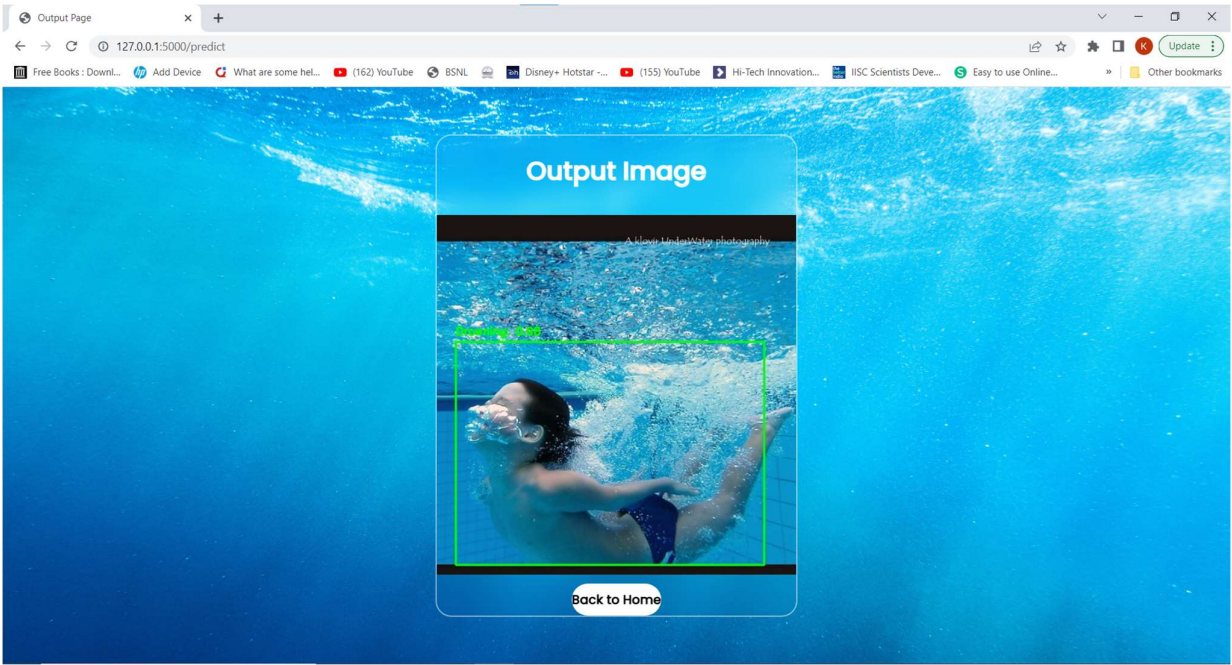 Output Page
127.0.0.1:5000/predict
Update
Free Books : Downl... Add Device What are some hel... (162) YouTube BSNL Disney+ Hotstar -... (155) YouTube Hi-Tech Innovation... IISC Scientists Deve... Easy to use Online... » Other bookmarks
Output Image
UnderWater photography
Back to Home